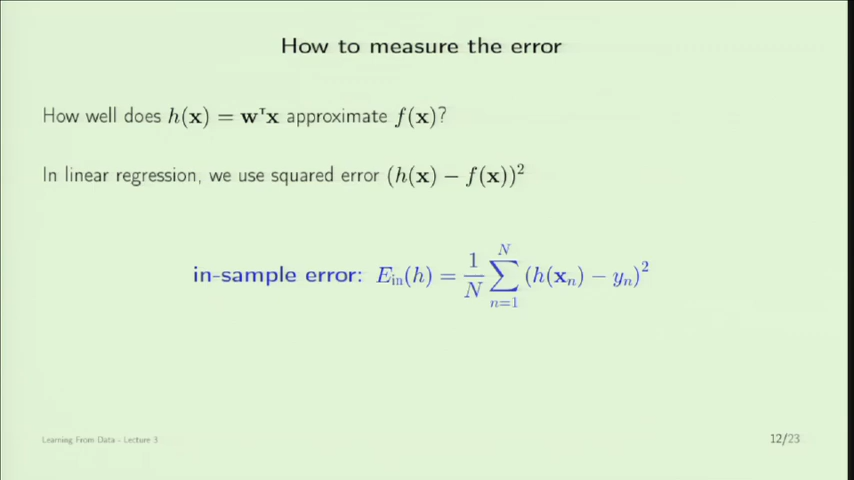 How to measure the error
How well does h(x) = wᵀx approximate f(x)?
In linear regression, we use squared error (h(x) − f(x))²
in-sample error: E_in(h) = 1/N ∑_{n=1}^{N} (h(x_n) − y_n)²
Learning From Data - Lecture 3
12/23